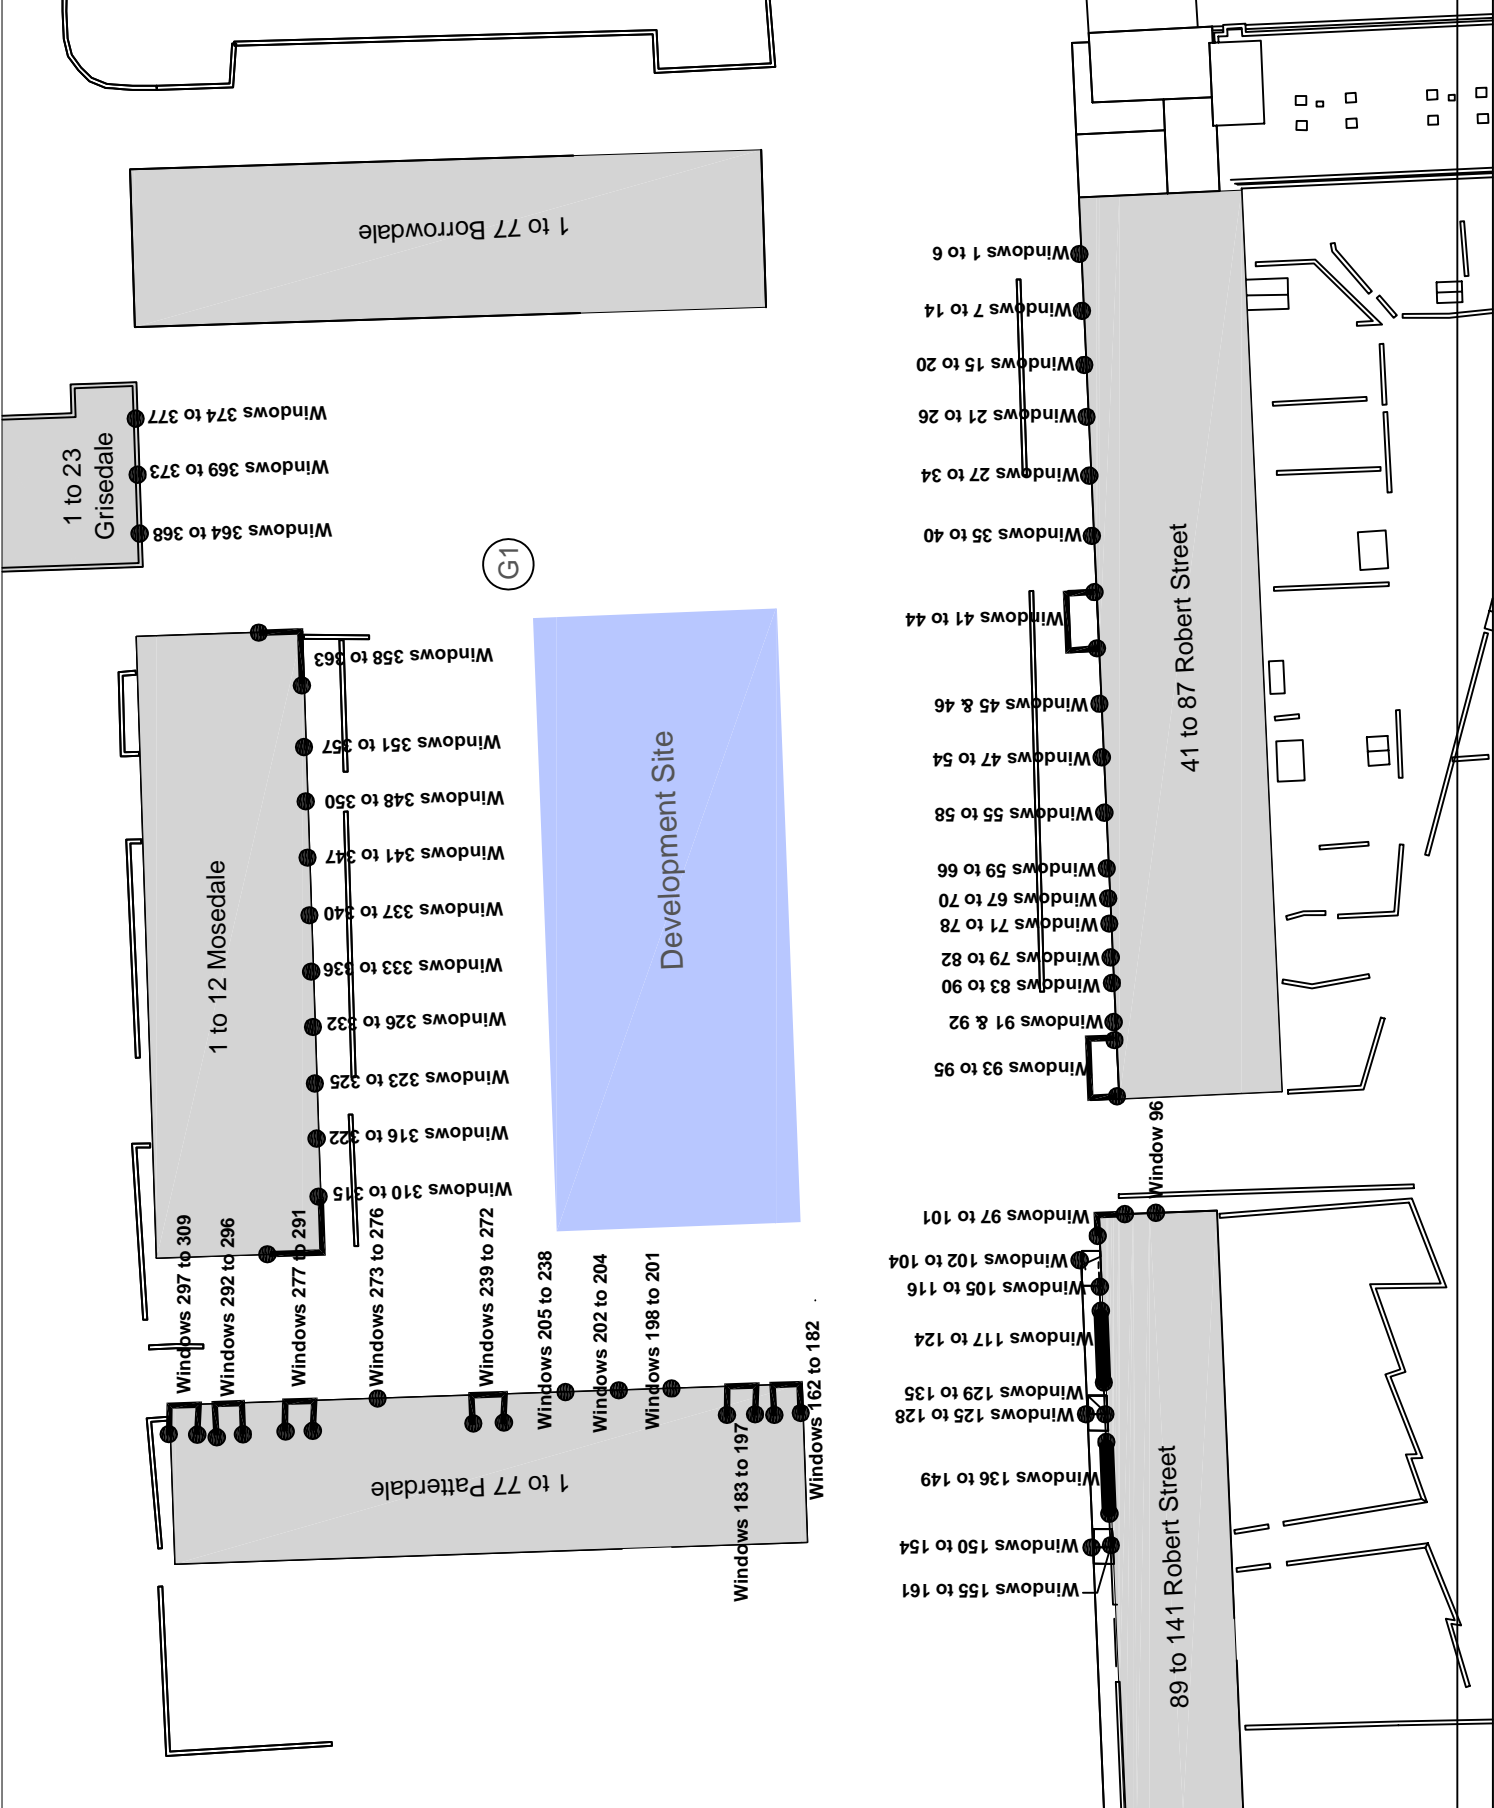 1 to 77 Borrowdale
1 to 23
Grisedale
Windows 374 to 377
Windows 369 to 373
Windows 364 to 368
G1
1 to 12 Mosedale
Windows 358 to 363
Windows 351 to 357
Windows 348 to 350
Windows 341 to 347
Windows 337 to 340
Windows 333 to 336
Windows 326 to 332
Windows 323 to 325
Windows 316 to 322
Windows 310 to 315
Development Site
Windows 1 to 6
Windows 7 to 14
Windows 15 to 20
Windows 21 to 26
Windows 27 to 34
Windows 35 to 40
Windows 41 to 44
Windows 45 & 46
Windows 47 to 54
Windows 55 to 58
Windows 59 to 66
Windows 67 to 70
Windows 71 to 78
Windows 79 to 82
Windows 83 to 90
Windows 91 & 92
Windows 93 to 95
41 to 87 Robert Street
Window 96
Windows 97 to 101
Windows 102 to 104
Windows 105 to 116
Windows 117 to 124
Windows 129 to 135
Windows 125 to 128
Windows 136 to 149
Windows 150 to 154
Windows 155 to 161
89 to 141 Robert Street
Windows 297 to 309
Windows 292 to 296
Windows 277 to 291
Windows 273 to 276
Windows 239 to 272
Windows 205 to 238
Windows 202 to 204
Windows 198 to 201
Windows 183 to 197
Windows 162 to 182
1 to 77 Patterdale